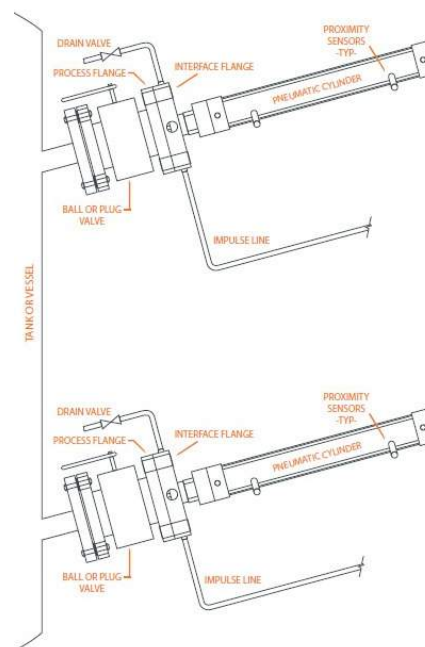 DRAIN VALVE
PROXIMITY
SENSORS
-TYP-
PROCESS FLANGE
INTERFACE FLANGE
PNEUMATIC CYLINDER
BALL OR PLUG
VALVE
IMPULSE LINE
TANK OR VESSEL
DRAIN VALVE
PROXIMITY
SENSORS
-TYP-
PROCESS FLANGE
INTERFACE FLANGE
PNEUMATIC CYLINDER
BALL OR PLUG
VALVE
IMPULSE LINE